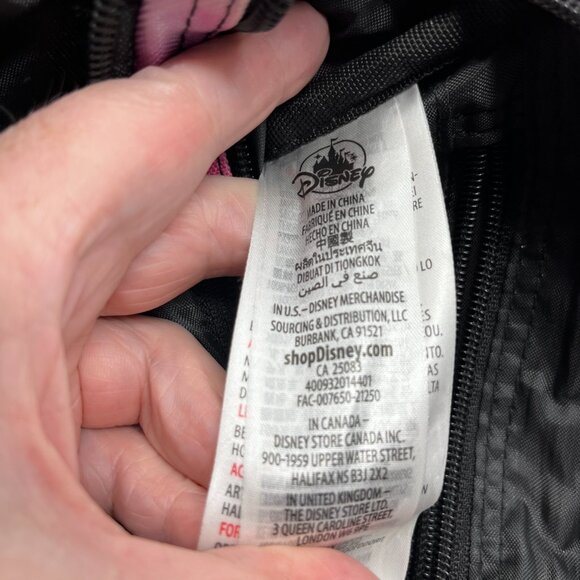 Disney
MADE IN CHINA
FABRIQUÉ EN CHINE
HECHO EN CHINA
中國製
ผลิตในประเทศจีน
DIBUAT DI TIONGKOK
صنع في الصين
IN U.S.– DISNEY MERCHANDISE
SOURCING & DISTRIBUTION, LLC
BURBANK, CA 91521
shopDisney.com
CA 25083
400932014401
FAC-007650-21250
IN CANADA –
DISNEY STORE CANADA INC.
900-1959 UPPER WATER STREET,
HALIFAX NS B3J 2X2
IN UNITED KINGDOM –
THE DISNEY STORE LTD.
3 QUEEN CAROLINE STREET,
LONDON W6 9PE